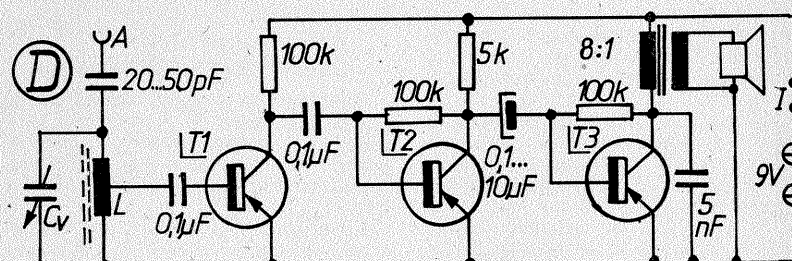 D
A
20...50pF
Cv
L
0,1µF
T1
100k
0,1µF
100k
T2
5k
0,1...
10µF
100k
T3
8:1
5
nF
I
9V